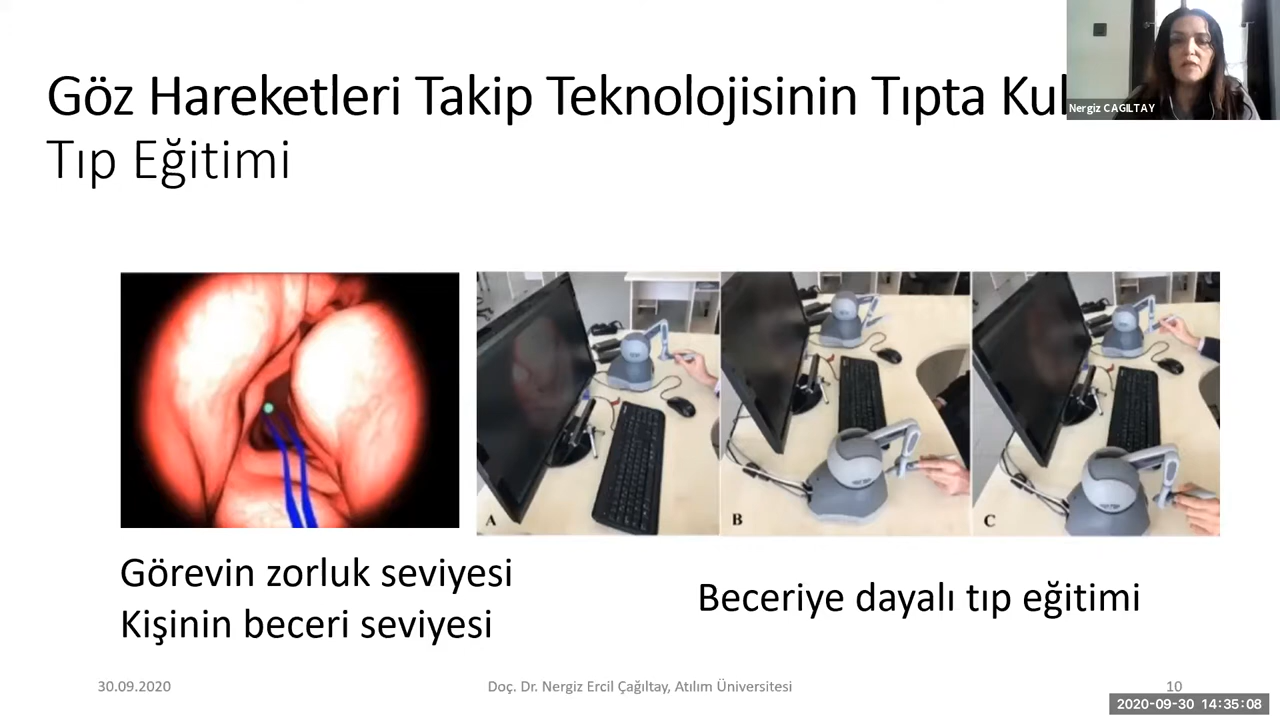 Göz Hareketleri Takip Teknolojisinin Tıpta
Nergiz CAGILTAY
Tıp Eğitimi
A
B
C
Görevin zorluk seviyesi
Kişinin beceri seviyesi
Beceriye dayalı tıp eğitimi
30.09.2020
Doç. Dr. Nergiz Ercil Çağıltay, Atılım Üniversitesi
10
2020-09-30 14:35:08